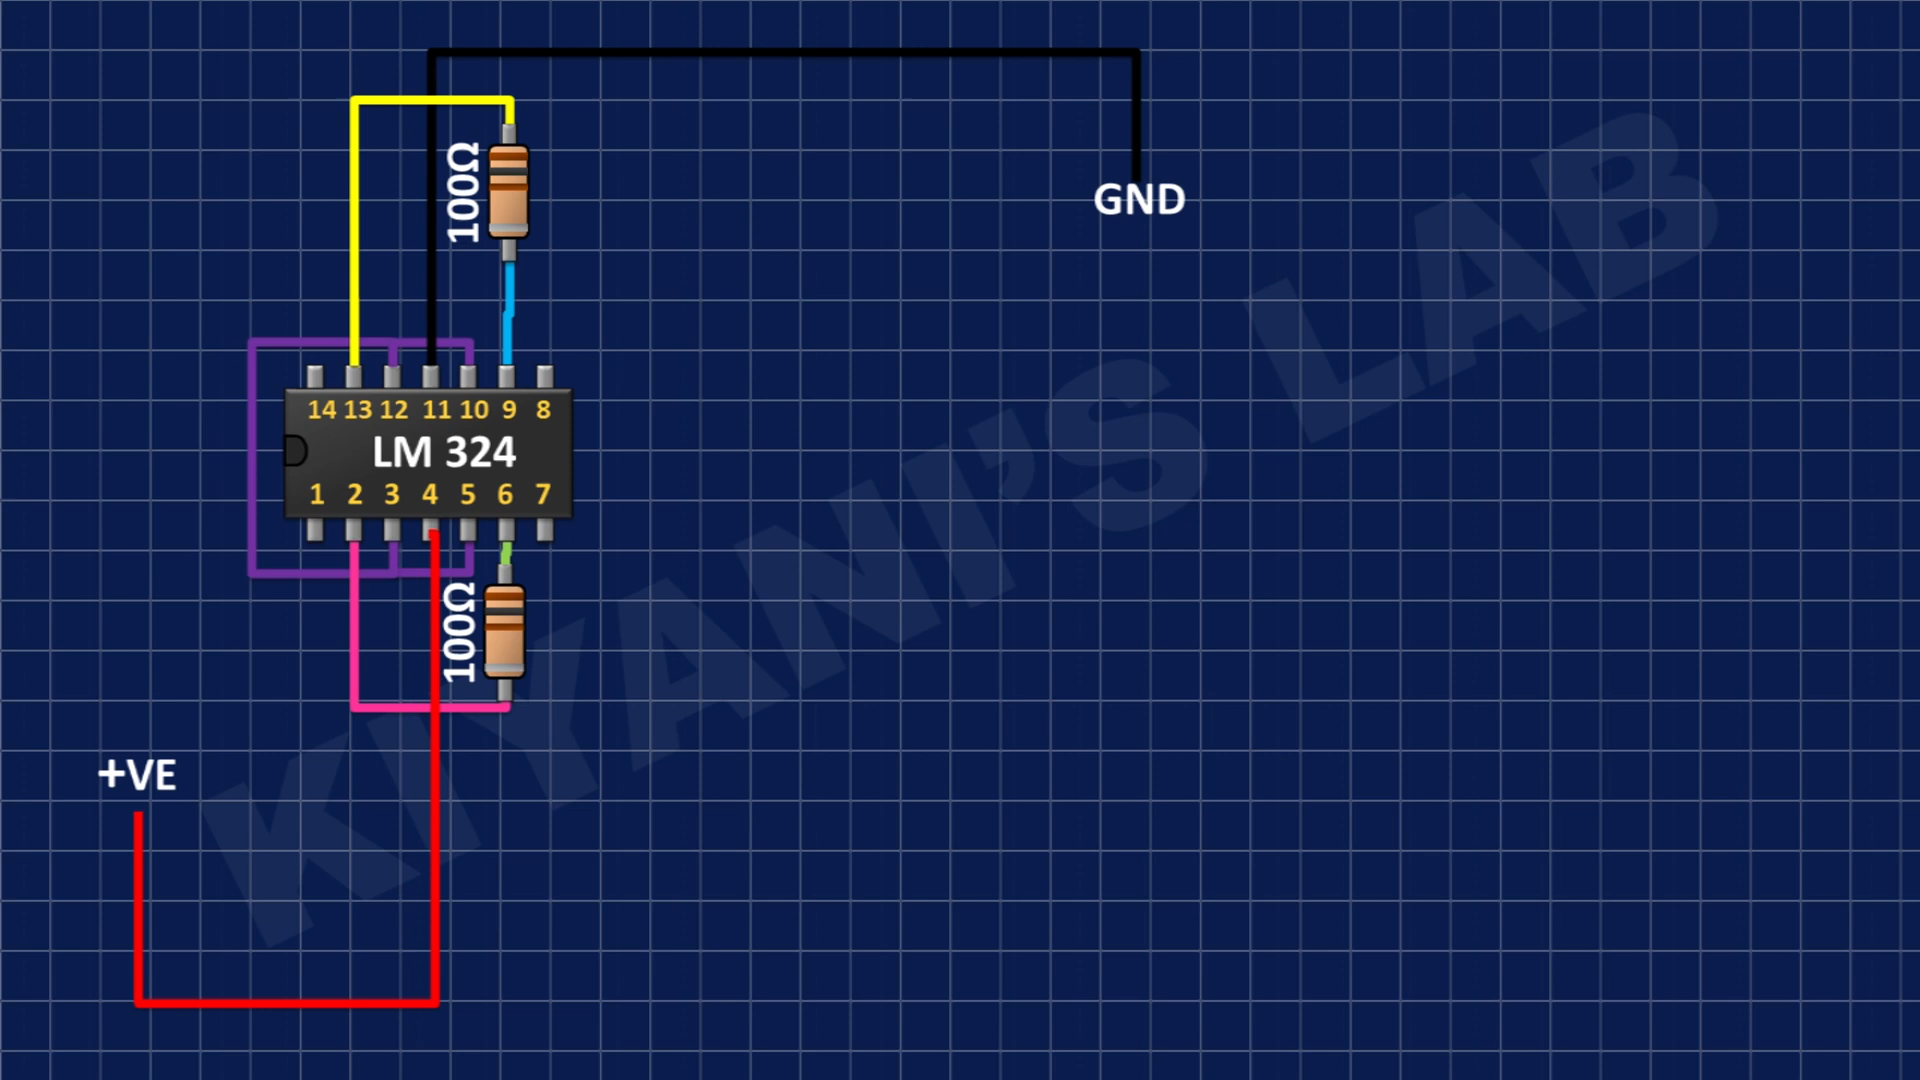 GND
100Ω
14 13 12 11 10 9 8
LM 324
1 2 3 4 5 6 7
100Ω
+VE
KIYANI'S LAB